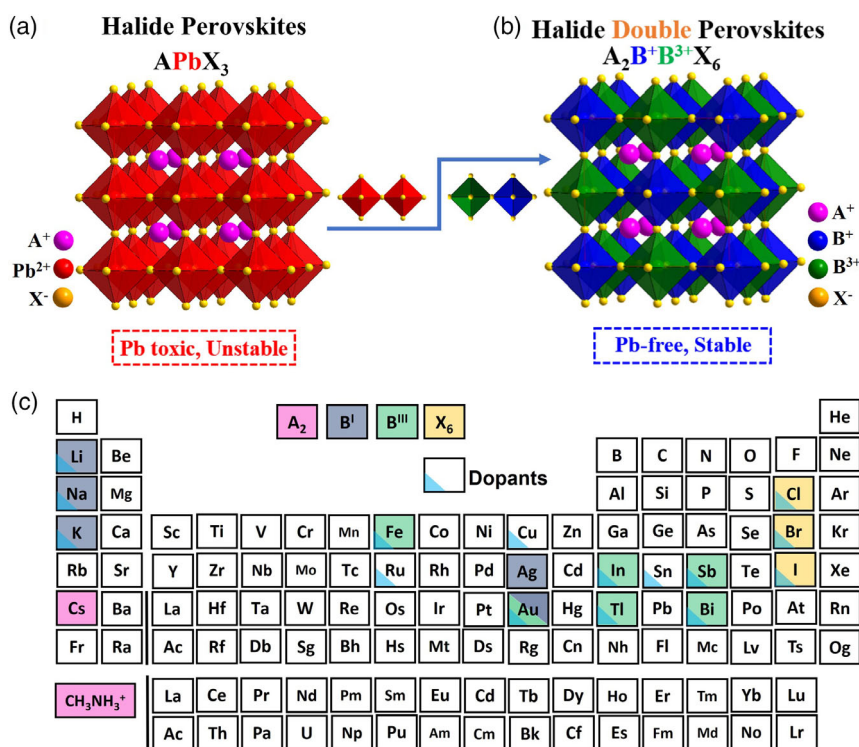 (a)
Halide Perovskites
APbX₃
A⁺
Pb²⁺
X⁻
Pb toxic, Unstable
(b)
Halide Double Perovskites
A₂B⁺B³⁺X₆
A⁺
B⁺
B³⁺
X⁻
Pb-free, Stable
(c)
A₂ Bᴵ Bᴵᴵᴵ X₆
Dopants
H He
Li Be B C N O F Ne
Na Mg Al Si P S Cl Ar
K Ca Sc Ti V Cr Mn Fe Co Ni Cu Zn Ga Ge As Se Br Kr
Rb Sr Y Zr Nb Mo Tc Ru Rh Pd Ag Cd In Sn Sb Te I Xe
Cs Ba La Hf Ta W Re Os Ir Pt Au Hg Tl Pb Bi Po At Rn
Fr Ra Ac Rf Db Sg Bh Hs Mt Ds Rg Cn Nh Fl Mc Lv Ts Og
CH₃NH₃⁺ La Ce Pr Nd Pm Sm Eu Cd Tb Dy Ho Er Tm Yb Lu
Ac Th Pa U Np Pu Am Cm Bk Cf Es Fm Md No Lr